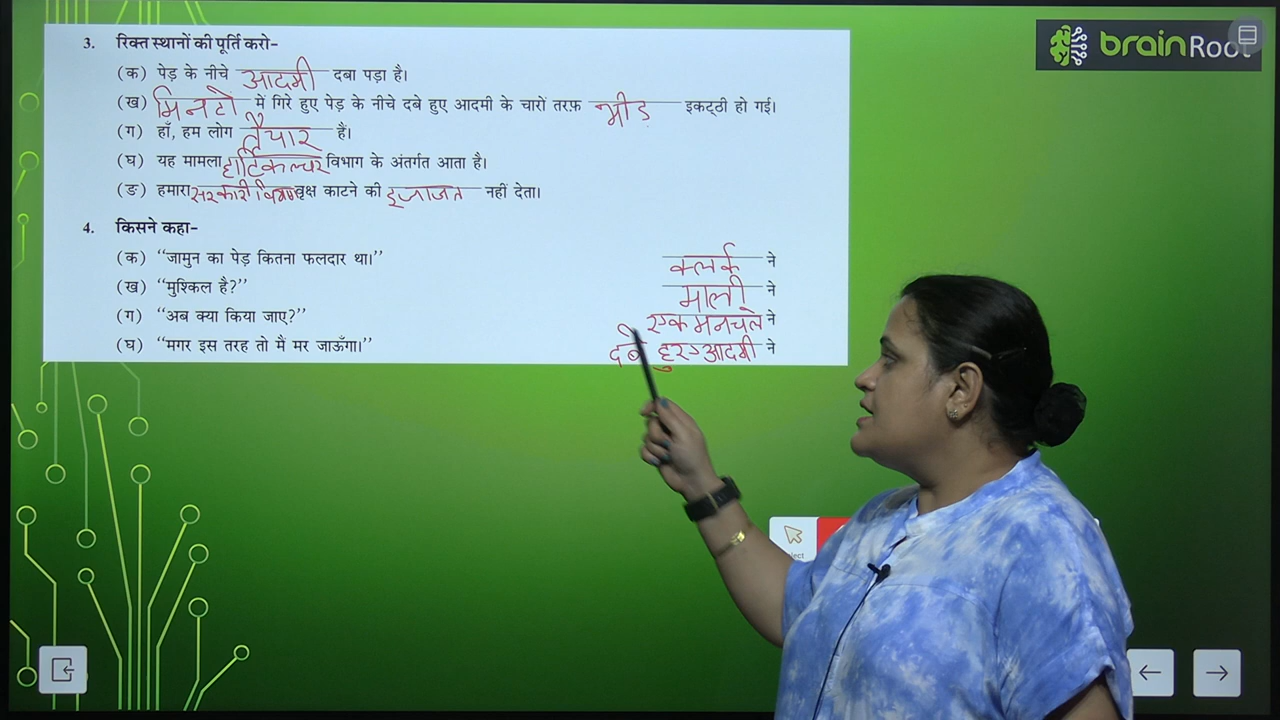 3. रिक्त स्थानों की पूर्ति करो-
(क) पेड़ के नीचे आदमी दबा पड़ा है।
(ख) मिनटो में गिरे हुए पेड़ के नीचे दबे हुए आदमी के चारों तरफ़ भीड इकट्ठी हो गई।
(ग) हाँ, हम लोग तैयार हैं।
(घ) यह मामला हार्टिकल्चर विभाग के अंतर्गत आता है।
(ङ) हमारा सरकारी वृक्ष काटने की इजाजत नहीं देता।
4. किसने कहा-
(क) “जामुन का पेड़ कितना फलदार था।” क्लर्क ने
(ख) “मुश्किल है?” माली ने
(ग) “अब क्या किया जाए?” एक मनचले ने
(घ) “मगर इस तरह तो मैं मर जाऊँगा।” दबे हुए आदमी ने
brainRoot